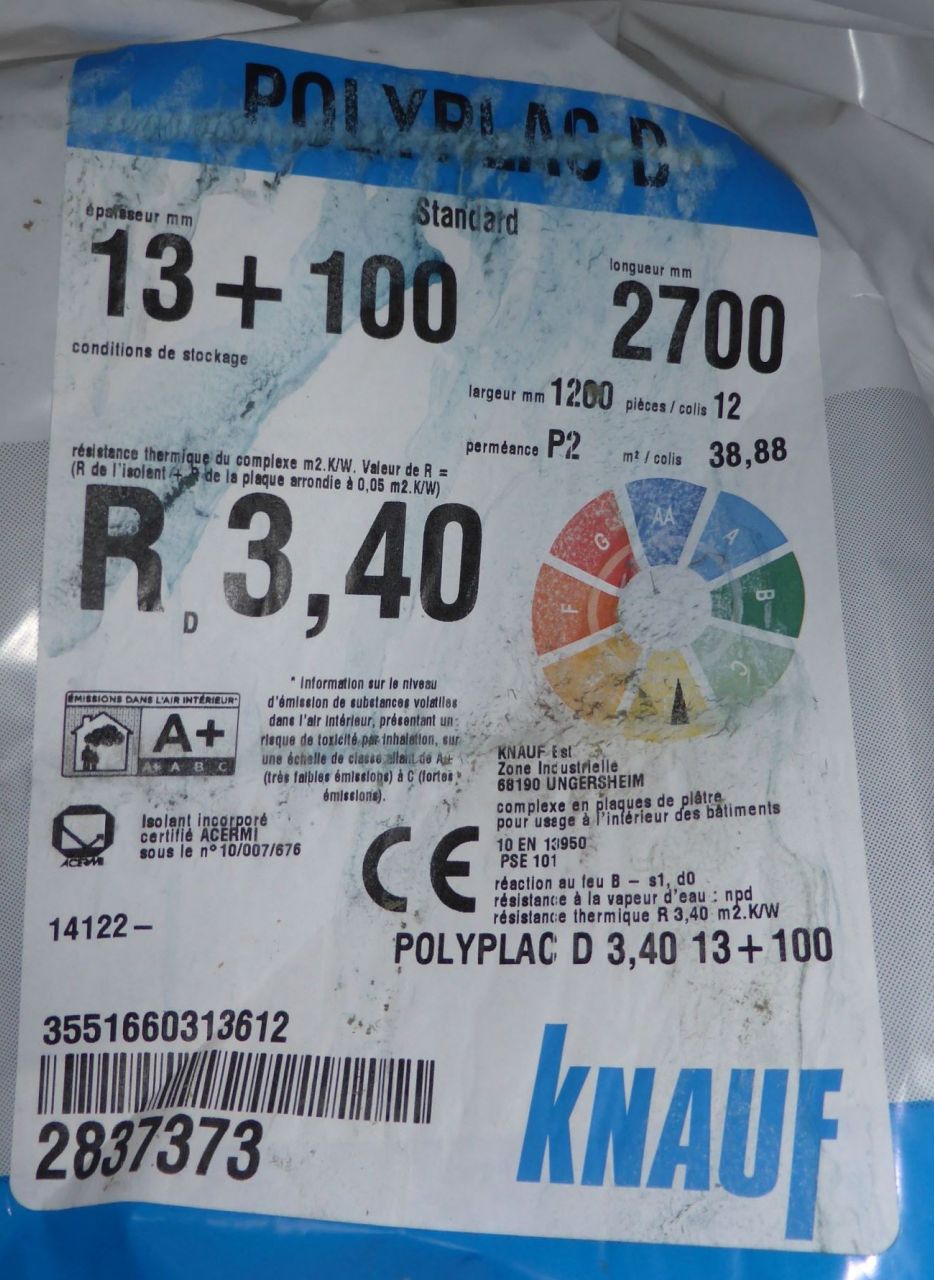 POLYPLAC D
Standard
épaisseur mm
13 + 100
longueur mm
2700
conditions de stockage
largeur mm 1200 pièces / colis 12
perméance P2 m² / colis 38,88
résistance thermique du complexe m2.K/W. Valeur de R =
(R de l'isolant + R de la plaque arrondie à 0,05 m2.K/W)
R D 3,40
AA
A
B
C
F
G
ÉMISSIONS DANS L'AIR INTÉRIEUR*
A+
A+ A B C
* Information sur le niveau
d'émission de substances volatiles
dans l'air intérieur, présentant un
risque de toxicité par inhalation, sur
une échelle de classe allant de A+
(très faibles émissions) à C (fortes
émissions).
KNAUF Est
Zone Industrielle
68190 UNGERSHEIM
complexe en plaques de plâtre
pour usage à l'intérieur des bâtiments
10 EN 13950
PSE 101
réaction au feu B – s1, d0
résistance à la vapeur d'eau : npd
résistance thermique R 3,40 m2.K/W
ACERMI
Isolant incorporé
certifié ACERMI
sous le n° 10/007/676
CE
14122 –
POLYPLAC D 3,40 13+100
3551660313612
2837373
KNAUF